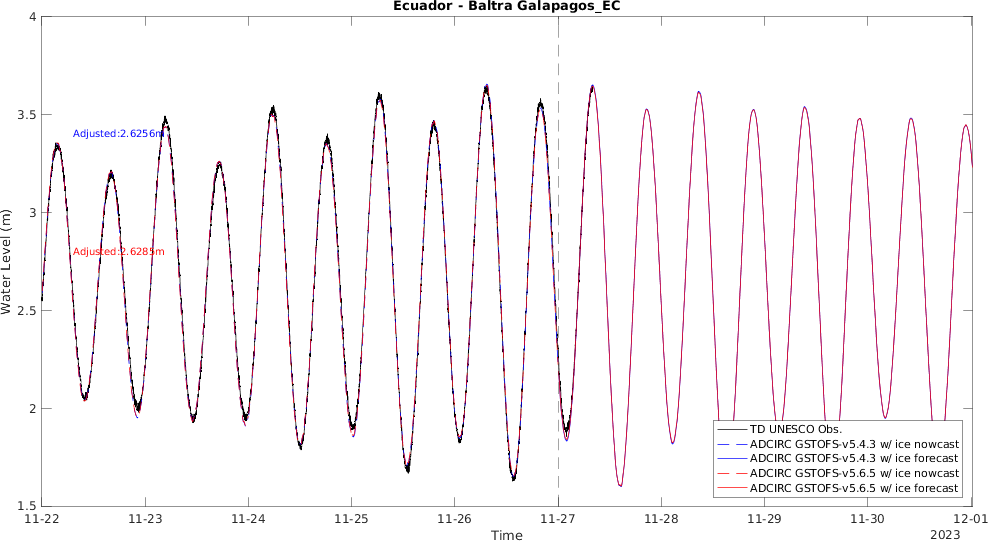 Ecuador - Baltra Galapagos_EC
4
3.5
3
2.5
2
1.5
Water Level (m)
Adjusted:2.6256m
Adjusted:2.6285m
TD UNESCO Obs.
ADCIRC GSTOFS-v5.4.3 w/ ice nowcast
ADCIRC GSTOFS-v5.4.3 w/ ice forecast
ADCIRC GSTOFS-v5.6.5 w/ ice nowcast
ADCIRC GSTOFS-v5.6.5 w/ ice forecast
11-22 11-23 11-24 11-25 11-26 11-27 11-28 11-29 11-30 12-01
Time
2023